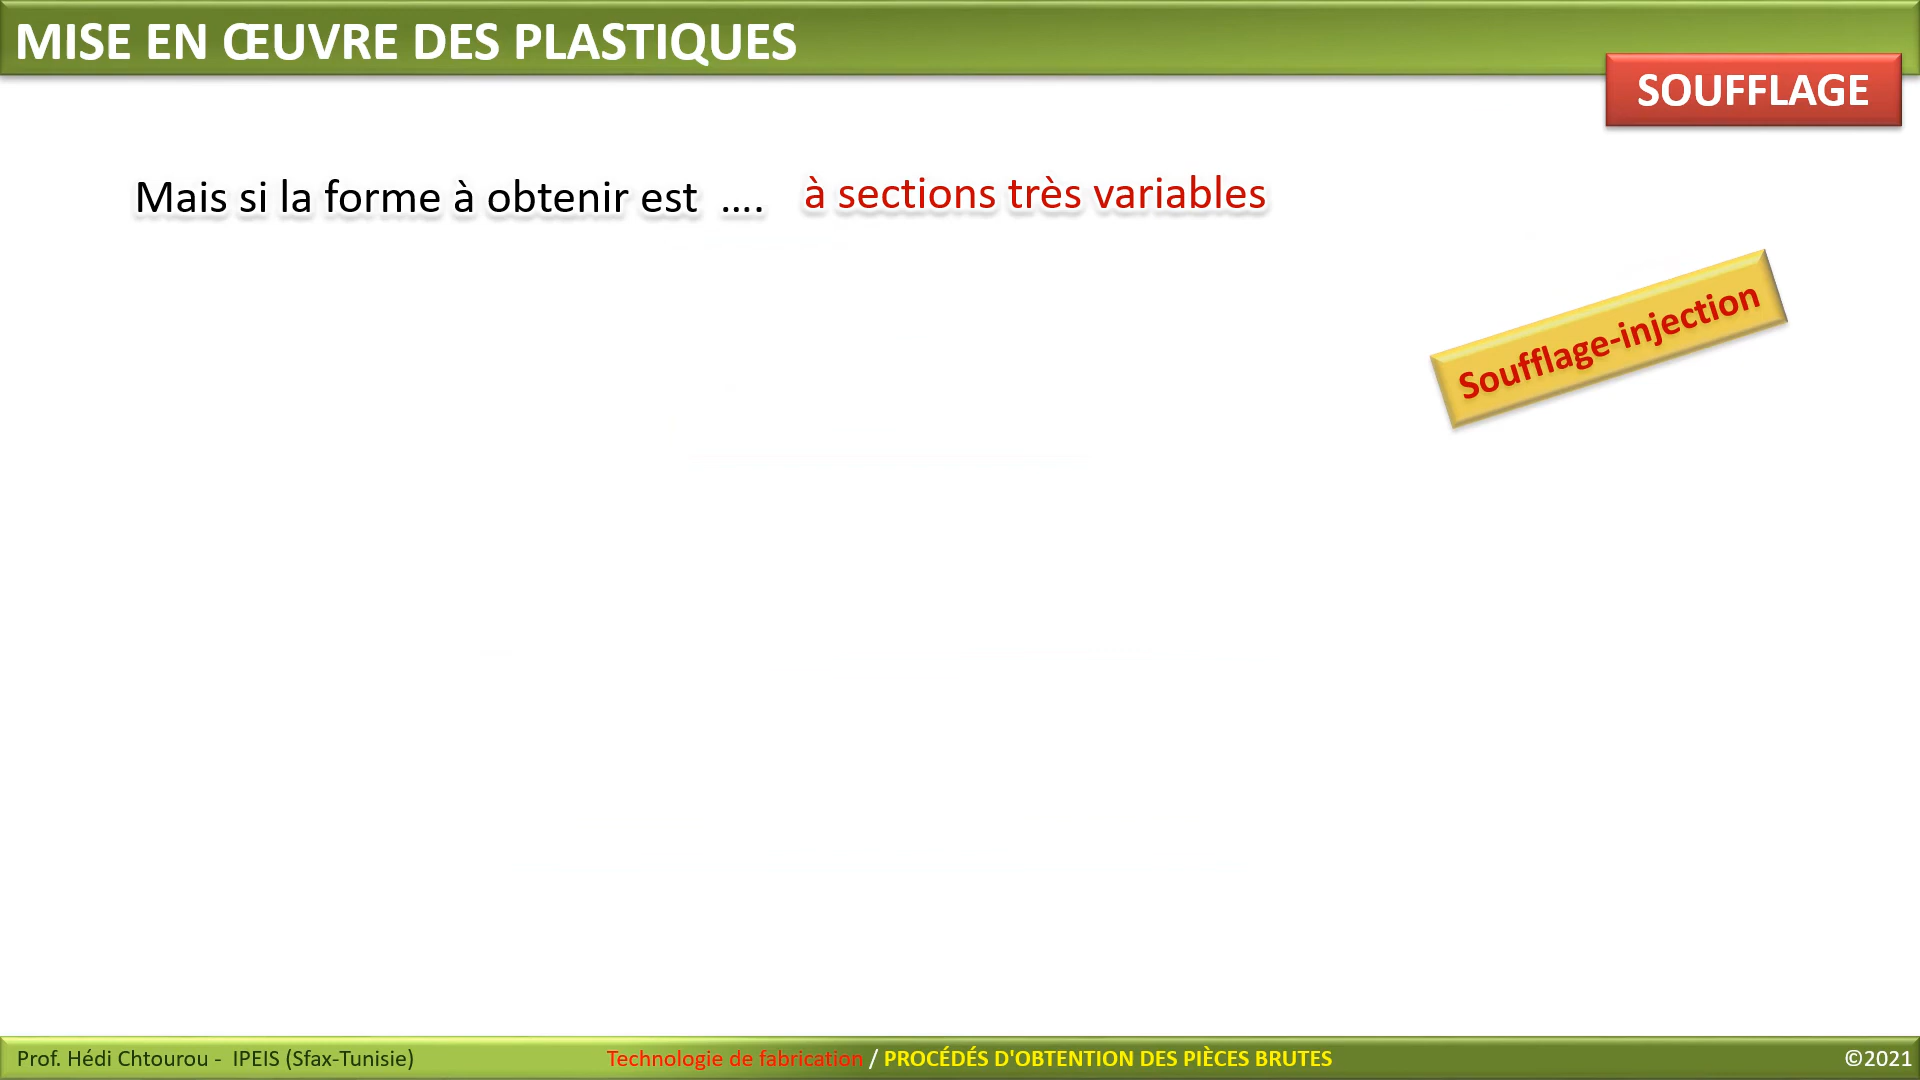 MISE EN ŒUVRE DES PLASTIQUES
SOUFFLAGE
Mais si la forme à obtenir est .... à sections très variables
Soufflage-injection
Prof. Hédi Chtourou - IPEIS (Sfax-Tunisie)
Technologie de fabrication / PROCÉDÉS D'OBTENTION DES PIÈCES BRUTES
©2021